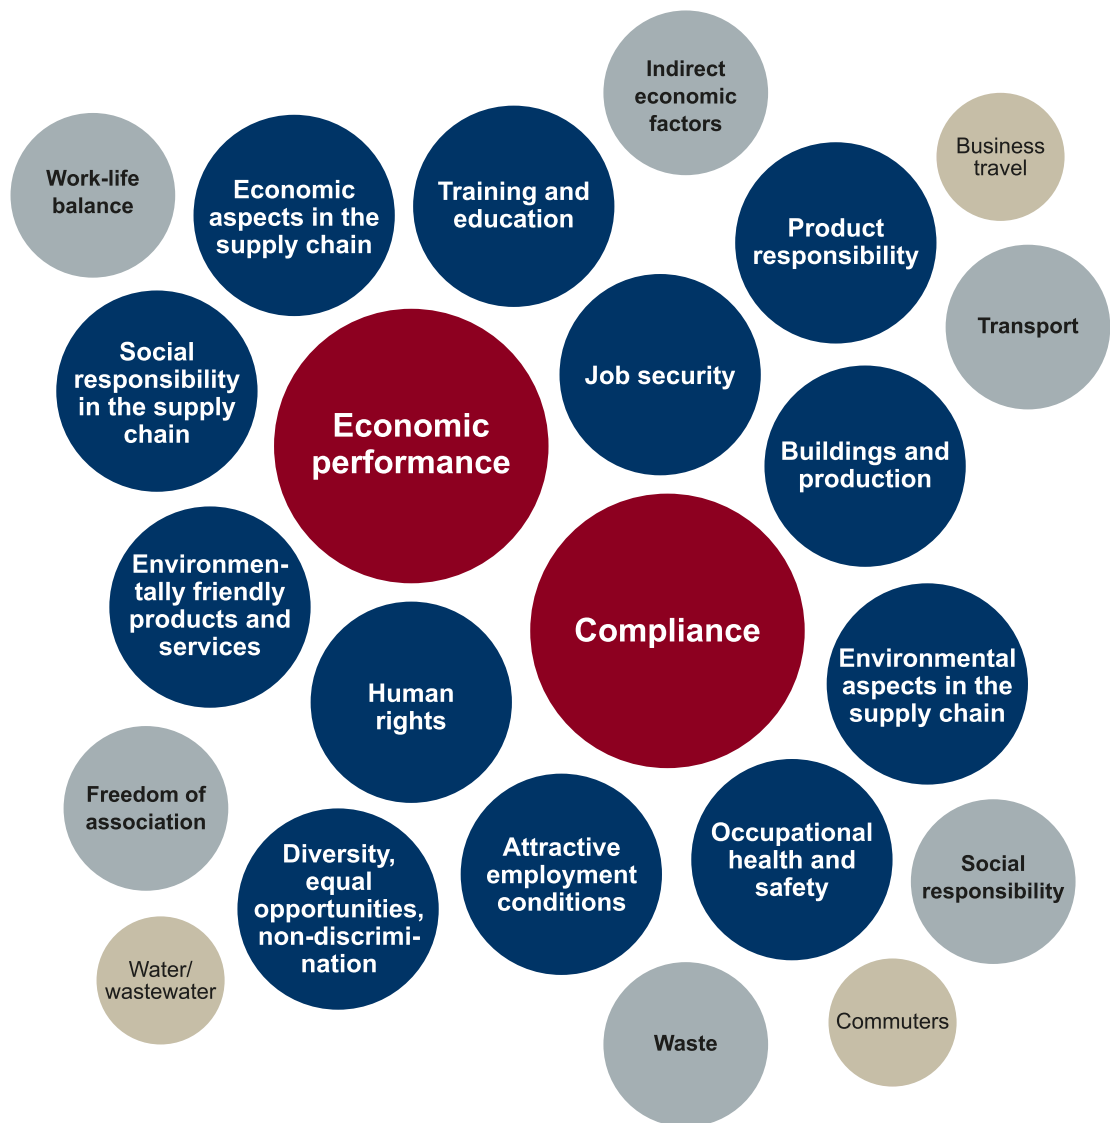 Indirect
economic
factors
Business
travel
Work-life
balance
Economic
aspects in the
supply chain
Training and
education
Product
responsibility
Transport
Social
responsibility
in the supply
chain
Job security
Economic
performance
Buildings and
production
Environmen-
tally friendly
products and
services
Compliance
Environmental
aspects in the
supply chain
Human
rights
Freedom of
association
Diversity,
equal
opportunities,
non-discrimi-
nation
Attractive
employment
conditions
Occupational
health and
safety
Social
responsibility
Water/
wastewater
Waste
Commuters